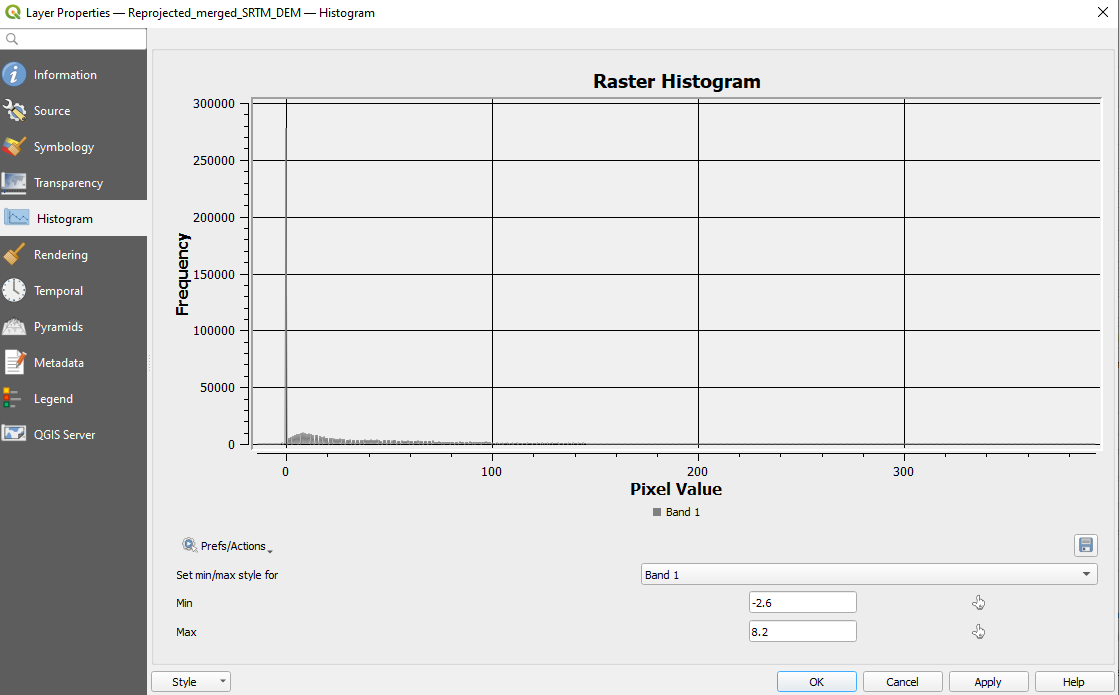 Layer Properties — Reprojected_merged_SRTM_DEM — Histogram
Information
Source
Symbology
Transparency
Histogram
Rendering
Temporal
Pyramids
Metadata
Legend
QGIS Server
Raster Histogram
300000
250000
200000
150000
100000
50000
0
Frequency
0 100 200 300
Pixel Value
Band 1
Prefs/Actions
Set min/max style for Band 1
Min -2.6
Max 8.2
Style OK Cancel Apply Help